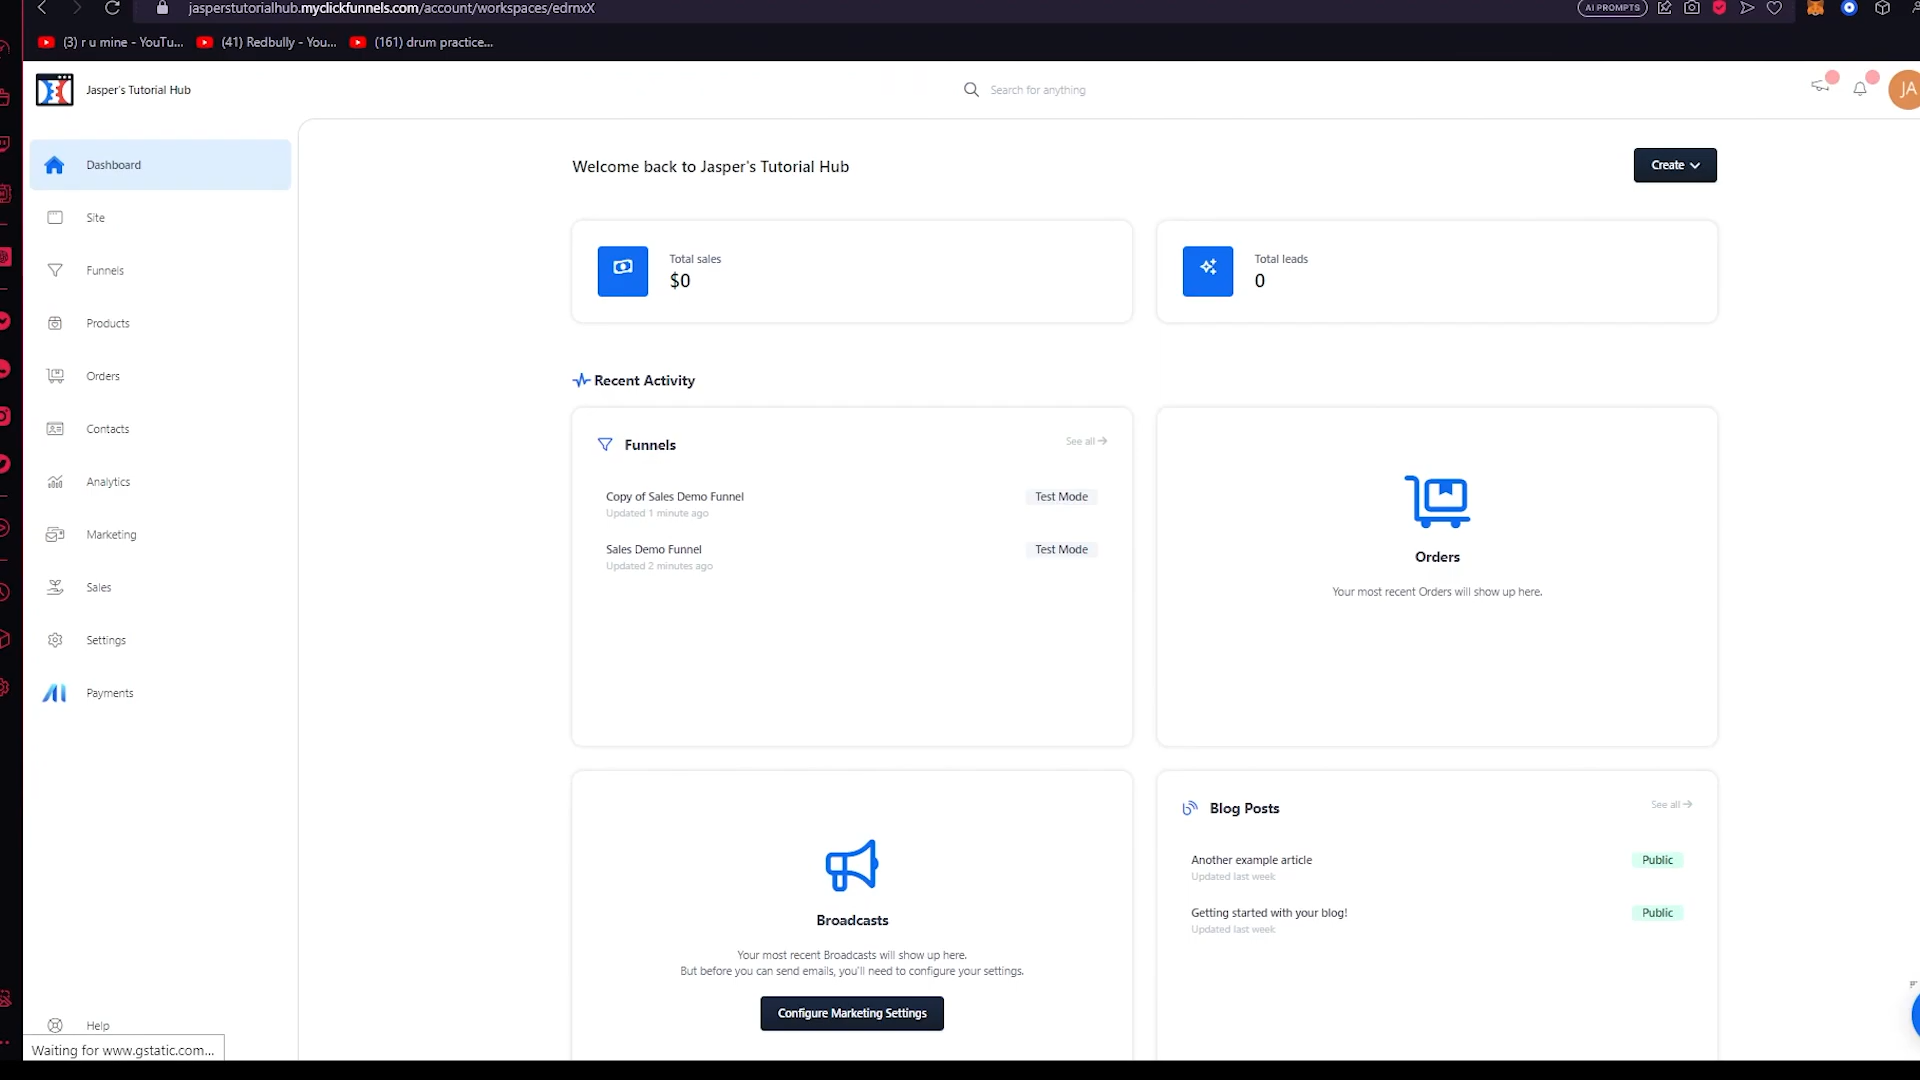 jasperstutorialhub.myclickfunnels.com/account/workspaces/edrnxX
AI PROMPTS
(3) r u mine - YouTu...
(41) Redbully - You...
(161) drum practice...
Jasper's Tutorial Hub
Search for anything
JA
Dashboard
Site
Funnels
Products
Orders
Contacts
Analytics
Marketing
Sales
Settings
Payments
Help
Waiting for www.gstatic.com...
Welcome back to Jasper's Tutorial Hub
Create
Total sales
$0
Total leads
0
Recent Activity
Funnels
See all
Copy of Sales Demo Funnel
Test Mode
Updated 1 minute ago
Sales Demo Funnel
Test Mode
Updated 2 minutes ago
Orders
Your most recent Orders will show up here.
Broadcasts
Your most recent Broadcasts will show up here.
But before you can send emails, you'll need to configure your settings.
Configure Marketing Settings
Blog Posts
See all
Another example article
Public
Updated last week
Getting started with your blog!
Public
Updated last week